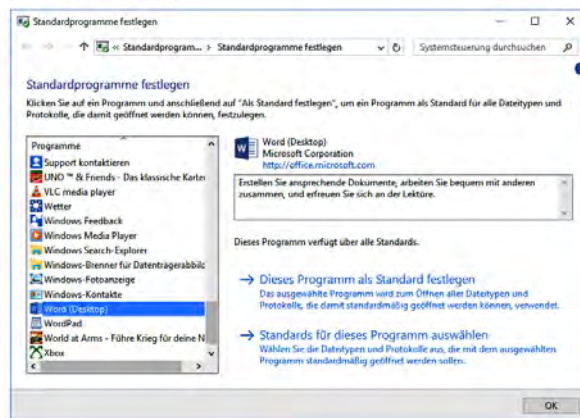 Standardprogramme festlegen
« Standardprogram... > Standardprogramme festlegen
Systemsteuerung durchsuchen
Standardprogramme festlegen
Klicken Sie auf ein Programm und anschließend auf "Als Standard festlegen", um ein Programm als Standard für alle Dateitypen und
Protokolle, die damit geöffnet werden können, festzulegen.
Programme
Support kontaktieren
UNO ™ & Friends - Das klassische Karten
VLC media player
Wetter
Windows Feedback
Windows Media Player
Windows Search-Explorer
Windows-Brenner für Datenträgerabbilc
Windows-Fotoanzeige
Windows-Kontakte
Word (Desktop)
WordPad
World at Arms - Führe Krieg für deine N
Xbox
Word (Desktop)
Microsoft Corporation
http://office.microsoft.com
Erstellen Sie ansprechende Dokumente, arbeiten Sie bequem mit anderen
zusammen, und erfreuen Sie sich an der Lektüre.
Dieses Programm verfügt über alle Standards.
→ Dieses Programm als Standard festlegen
Das ausgewählte Programm wird zum Öffnen aller Dateitypen und
Protokolle, die damit standardmäßig geöffnet werden können, verwendet.
→ Standards für dieses Programm auswählen
Wählen Sie die Dateitypen und Protokolle aus, die mit dem ausgewählten
Programm standardmäßig geöffnet werden sollen.
OK